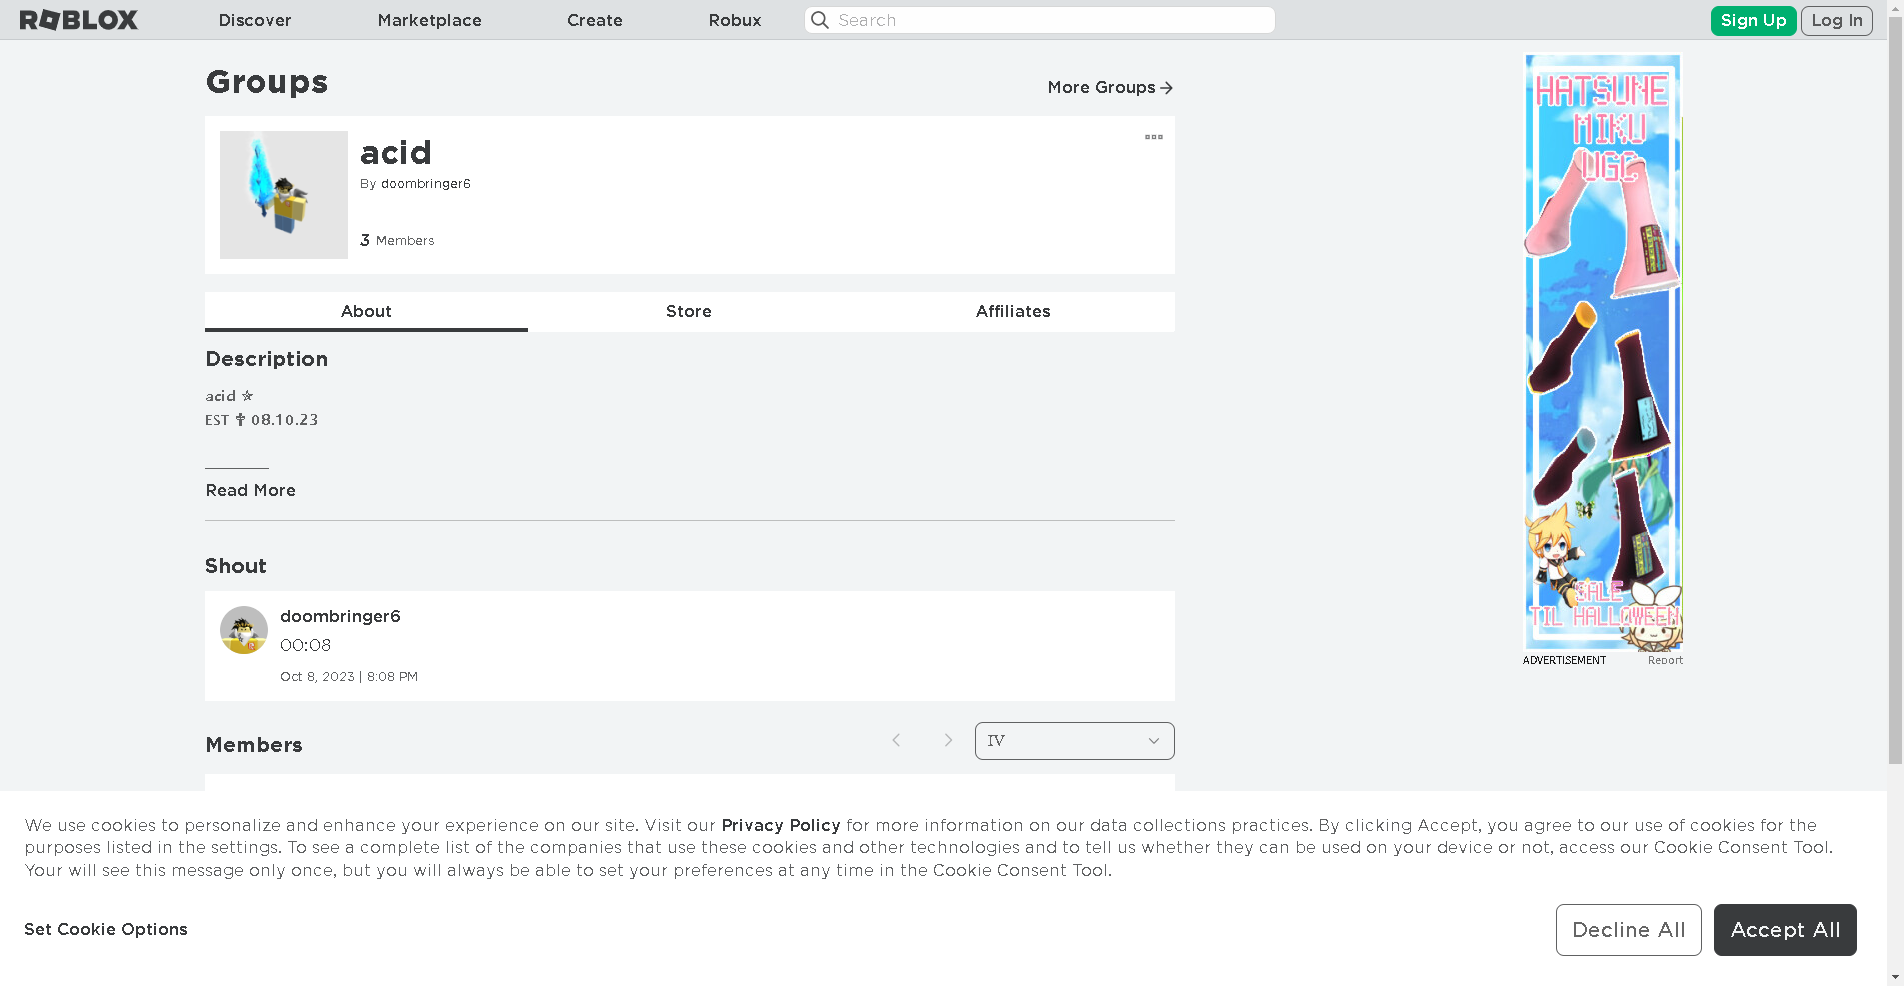 ROBLOX
Discover
Marketplace
Create
Robux
Search
Sign Up
Log In
Groups
More Groups
acid
By doombringer6
3 Members
About
Store
Affiliates
Description
acid ✮
EST ✞ 08.10.23
________
Read More
Shout
doombringer6
00:08
Oct 8, 2023 | 8:08 PM
Members
IV
HATSUNE
MIKU
UGC
SALE
TIL HALLOWEEN
ADVERTISEMENT
Report
We use cookies to personalize and enhance your experience on our site. Visit our Privacy Policy for more information on our data collections practices. By clicking Accept, you agree to our use of cookies for the
purposes listed in the settings. To see a complete list of the companies that use these cookies and other technologies and to tell us whether they can be used on your device or not, access our Cookie Consent Tool.
Your will see this message only once, but you will always be able to set your preferences at any time in the Cookie Consent Tool.
Set Cookie Options
Decline All
Accept All